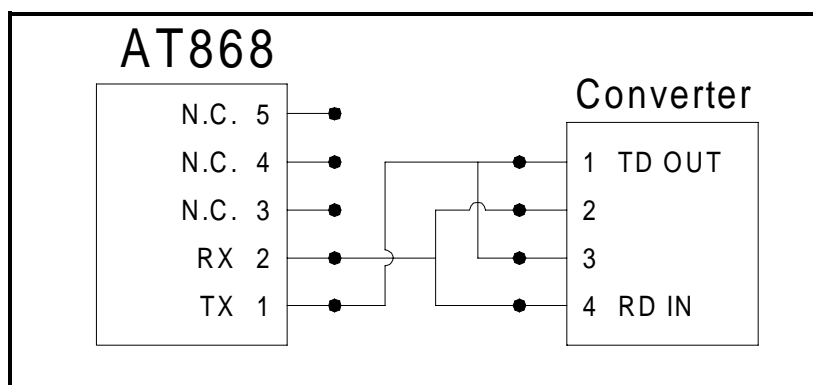 AT868
N.C. 5
N.C. 4
N.C. 3
RX 2
TX 1
Converter
1 TD OUT
2
3
4 RD IN